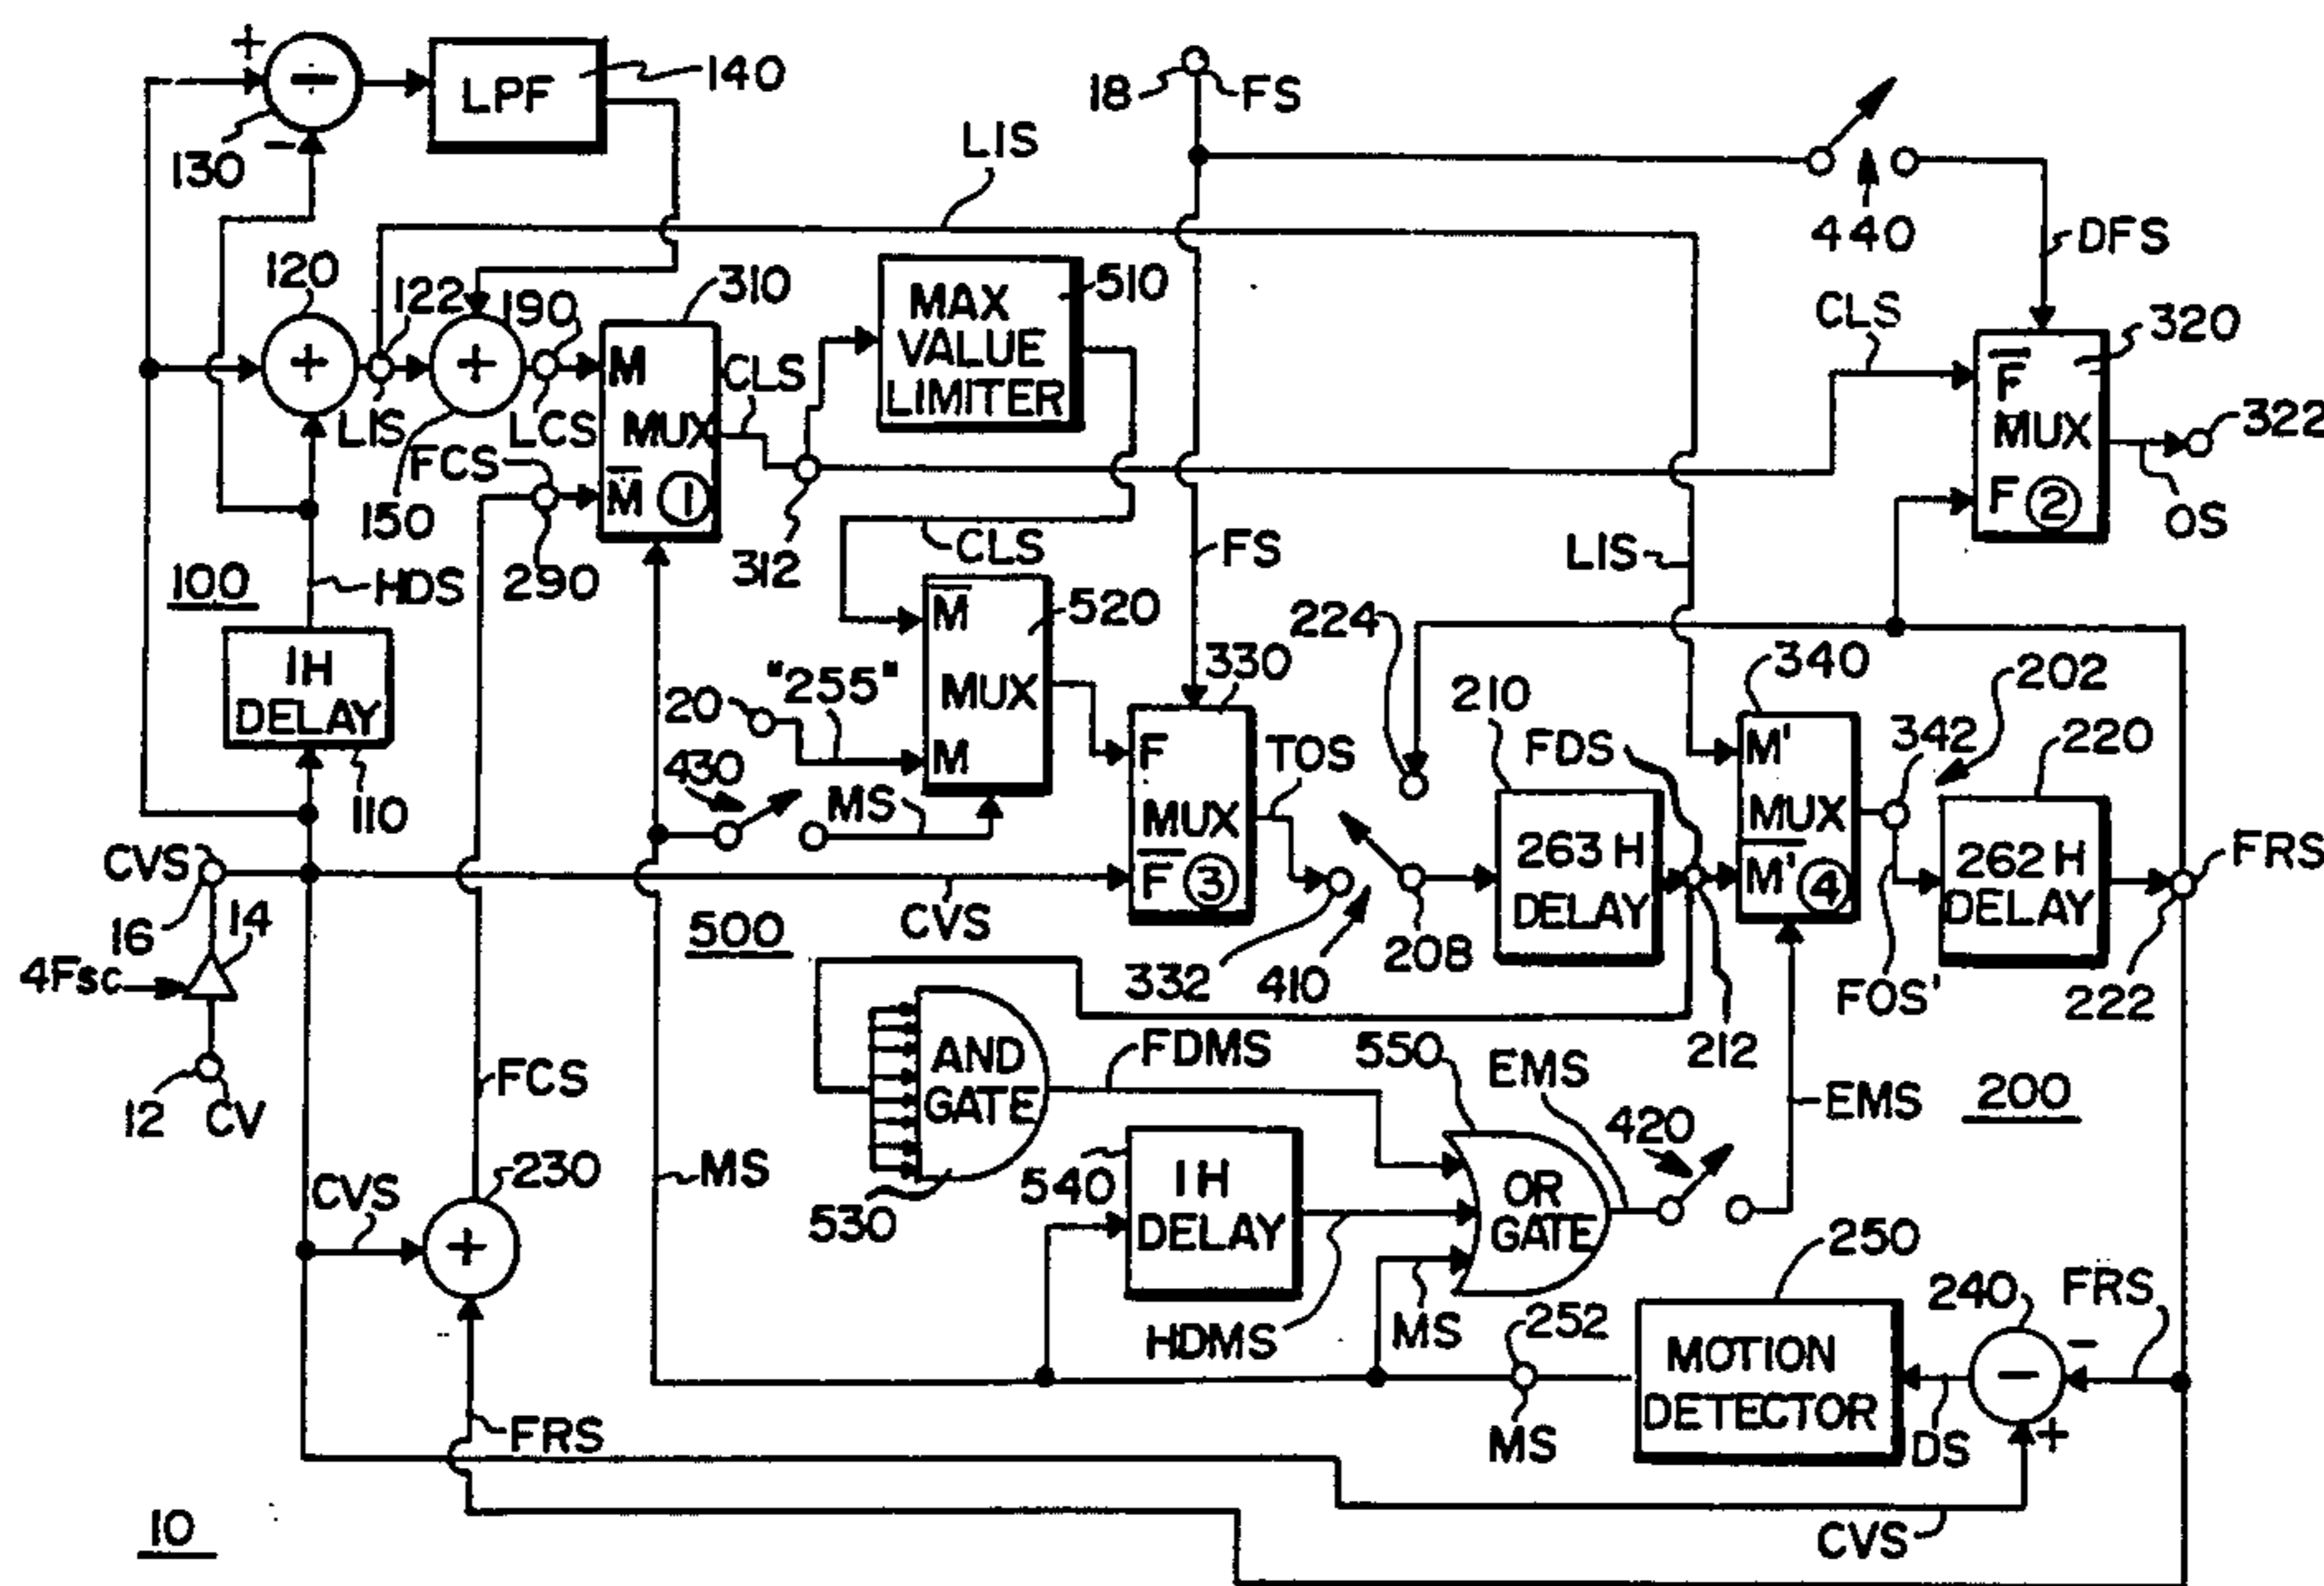 +
−
LPF
140
130
−
18
FS
LIS
440
DFS
120
122
190
310
MAX
VALUE
LIMITER
510
CLS
320
+
+
M
MUX
M̅
①
CLS
F̅
MUX
F ②
322
OS
LIS
LCS
FCS
150
290
312
CLS
FS
LIS
100
HDS
1H
DELAY
110
M̅
MUX
M
520
224
"255"
20
430
MS
330
F
MUX
F̅ ③
TOS
210
FDS
340
202
342
220
M'
MUX
M̅'̅ ④
263 H
DELAY
262 H
DELAY
FRS
CVS
16
14
4Fsc
12
CV
CVS
500
332
410
208
212
FOS'
222
AND
GATE
530
FDMS
550
EMS
EMS
200
FCS
420
CVS
230
+
MS
540
1H
DELAY
OR
GATE
HDMS
MS
252
MS
250
MOTION
DETECTOR
240
−
−
+
FRS
DS
FRS
CVS
10